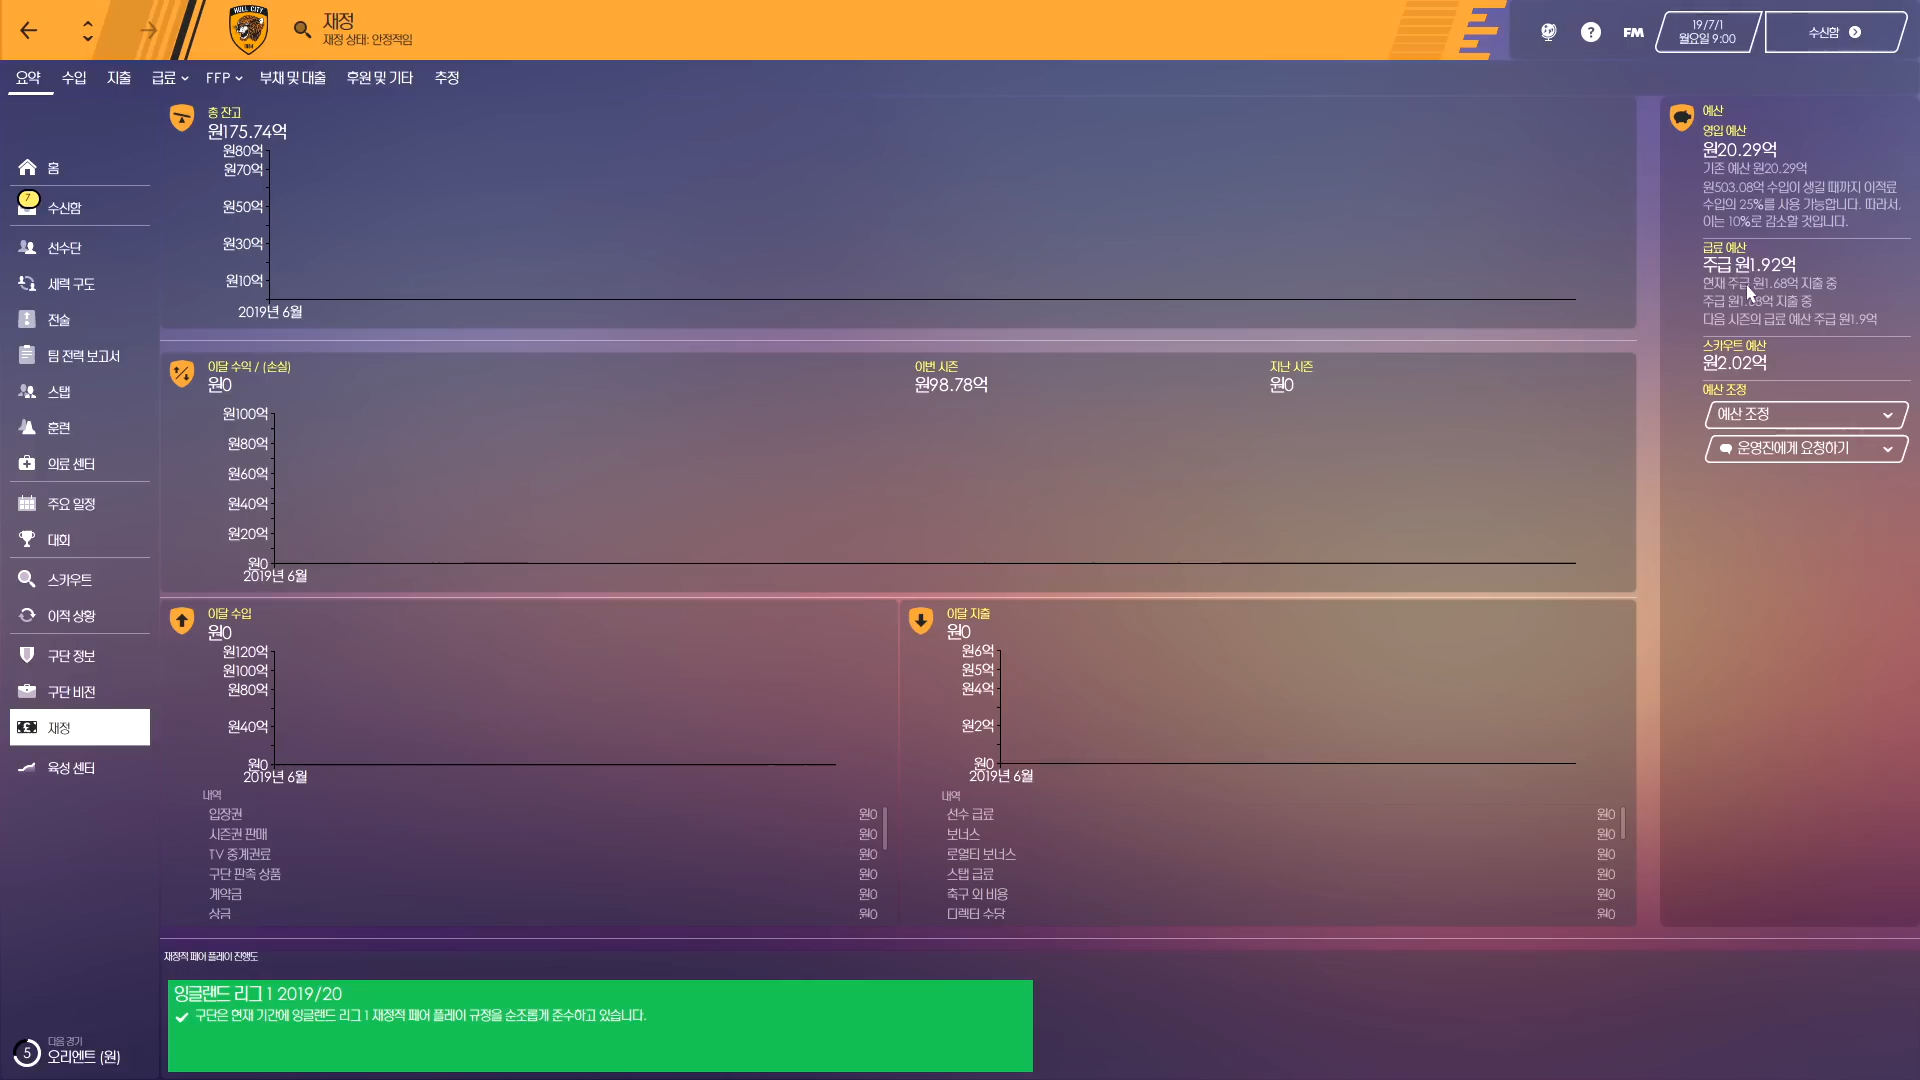 HULL CITY
재정
재정 상태: 안정적임
?
FM
19/7/1
월요일 9:00
수신함
요약
수입
지출
급료
FFP
부채 및 대출
후원 및 기타
추정
홈
7
수신함
선수단
세력 구도
전술
팀 전력 보고서
스탭
훈련
의료 센터
주요 일정
대회
스카우트
이적 상황
구단 정보
구단 비전
재정
육성 센터
다음 경기
5
오리엔트 (원)
총 잔고
원175.74억
원80억
원70억
원50억
원30억
원10억
2019년 6월
이달 수익 / (손실)
원0
이번 시즌
원98.78억
지난 시즌
원0
원100억
원80억
원60억
원40억
원20억
원0
2019년 6월
이달 수입
원0
원120억
원100억
원80억
원40억
원0
2019년 6월
내역
입장권 원0
시즌권 판매 원0
TV 중계권료 원0
구단 판촉 상품 원0
계약금 원0
상금 원0
이달 지출
원0
원6억
원5억
원4억
원2억
원0
2019년 6월
내역
선수 급료 원0
보너스 원0
로열티 보너스 원0
스탭 급료 원0
축구 외 비용 원0
디렉터 수당 원0
예산
영입 예산
원20.29억
기존 예산 원20.29억
원503.08억 수입이 생길 때까지 이적료
수입의 25%를 사용 가능합니다. 따라서,
이는 10%로 감소할 것입니다.
급료 예산
주급 원1.92억
현재 주급 원1.68억 지출 중
주급 원1.68억 지출 중
다음 시즌의 급료 예산 주급 원1.9억
스카우트 예산
원2.02억
예산 조정
예산 조정
운영진에게 요청하기
재정적 페어 플레이 진행도
잉글랜드 리그 1 2019/20
구단은 현재 기간에 잉글랜드 리그 1 재정적 페어 플레이 규정을 순조롭게 준수하고 있습니다.